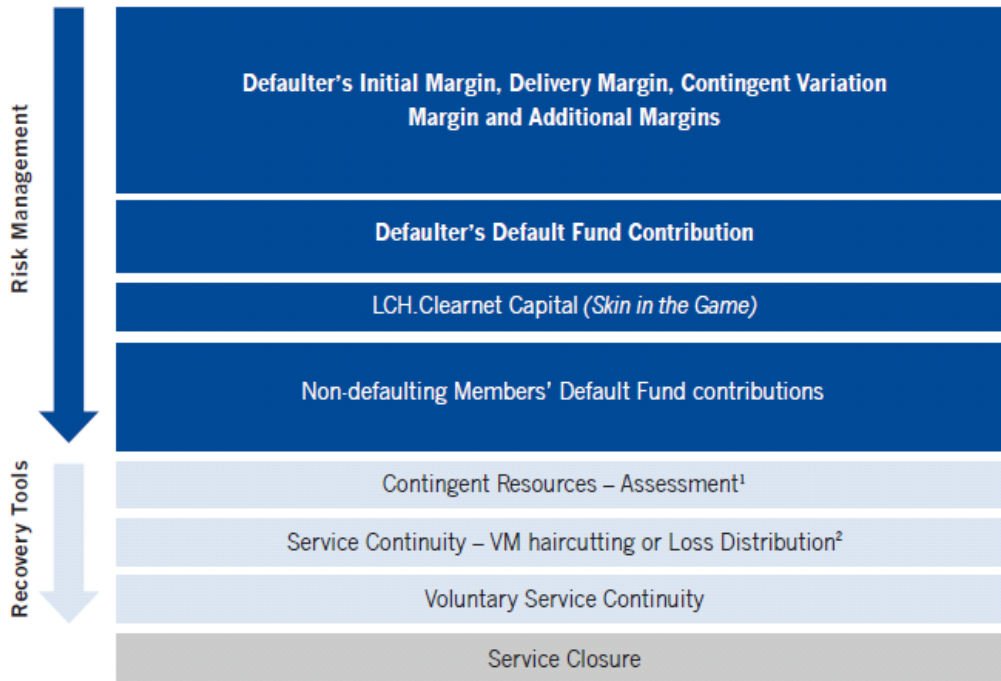 Risk Management
Defaulter's Initial Margin, Delivery Margin, Contingent Variation
Margin and Additional Margins
Defaulter's Default Fund Contribution
LCH.Clearnet Capital (Skin in the Game)
Non-defaulting Members' Default Fund contributions
Recovery Tools
Contingent Resources – Assessment¹
Service Continuity – VM haircutting or Loss Distribution²
Voluntary Service Continuity
Service Closure